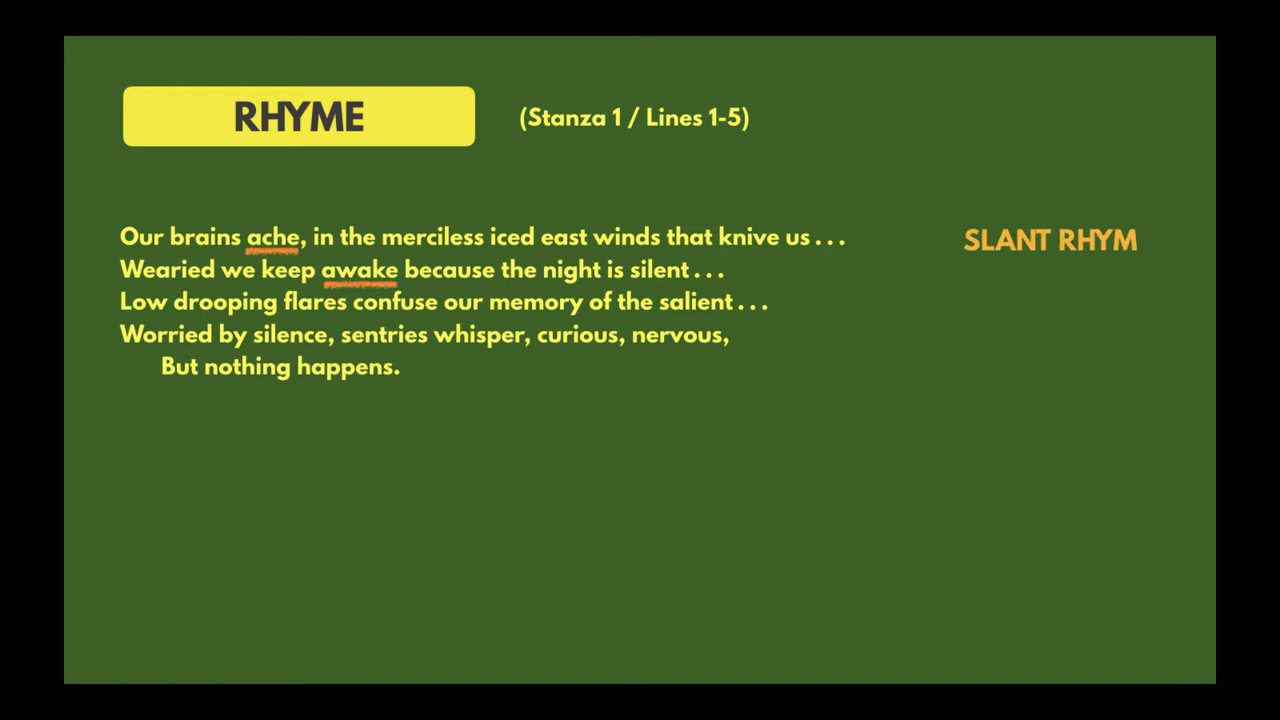 RHYME
(Stanza 1 / Lines 1-5)
Our brains ache, in the merciless iced east winds that knive us . . .
SLANT RHYM
Wearied we keep awake because the night is silent . . .
Low drooping flares confuse our memory of the salient . . .
Worried by silence, sentries whisper, curious, nervous,
But nothing happens.